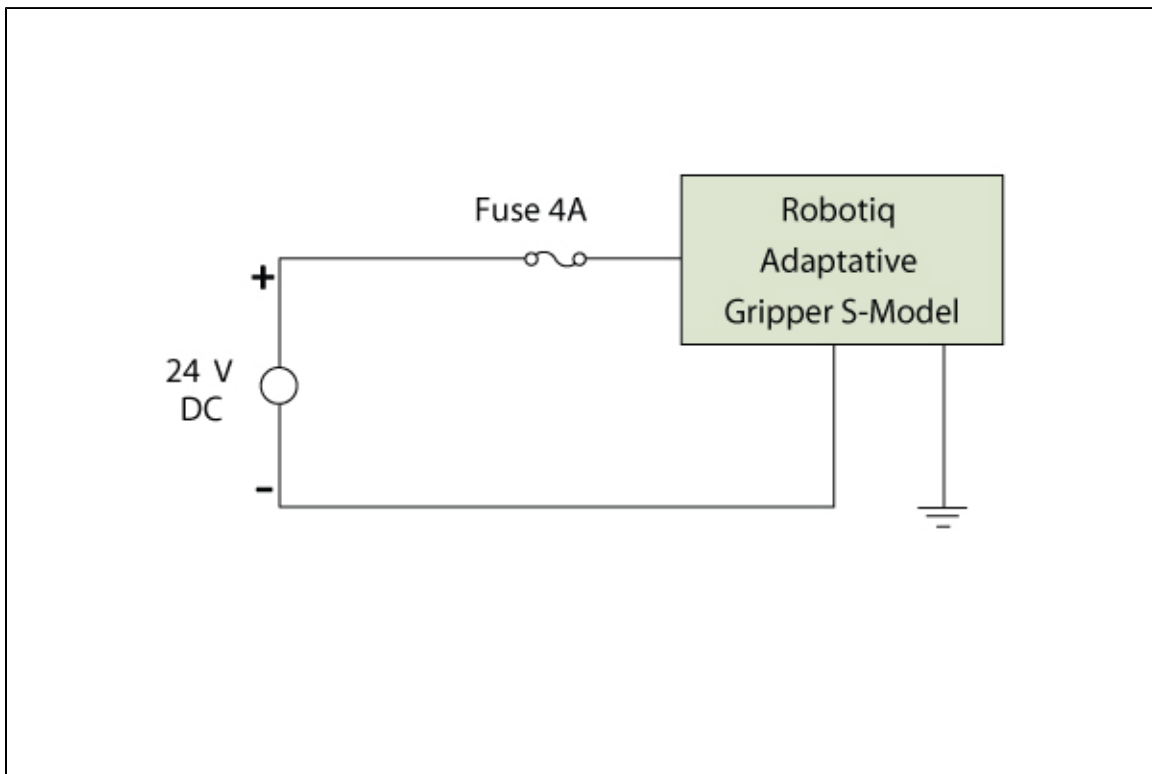 Fuse 4A
Robotiq
Adaptative
Gripper S-Model
+
24 V
DC
-